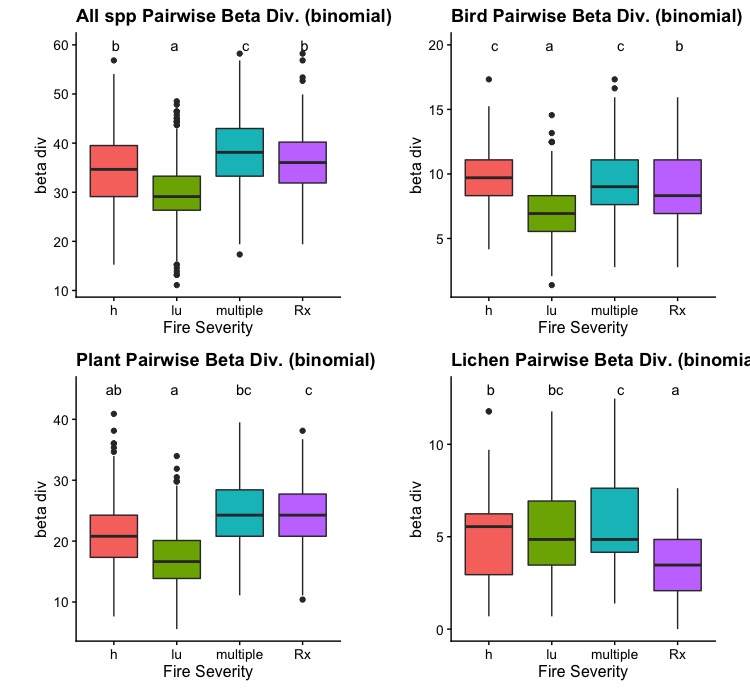 All spp Pairwise Beta Div. (binomial)
60
50
40
30
20
10
beta div
b a c b
h lu multiple Rx
Fire Severity
Bird Pairwise Beta Div. (binomial)
20
15
10
5
beta div
c a c b
h lu multiple Rx
Fire Severity
Plant Pairwise Beta Div. (binomial)
40
30
20
10
beta div
ab a bc c
h lu multiple Rx
Fire Severity
Lichen Pairwise Beta Div. (binomia
10
5
0
beta div
b bc c a
h lu multiple Rx
Fire Severity